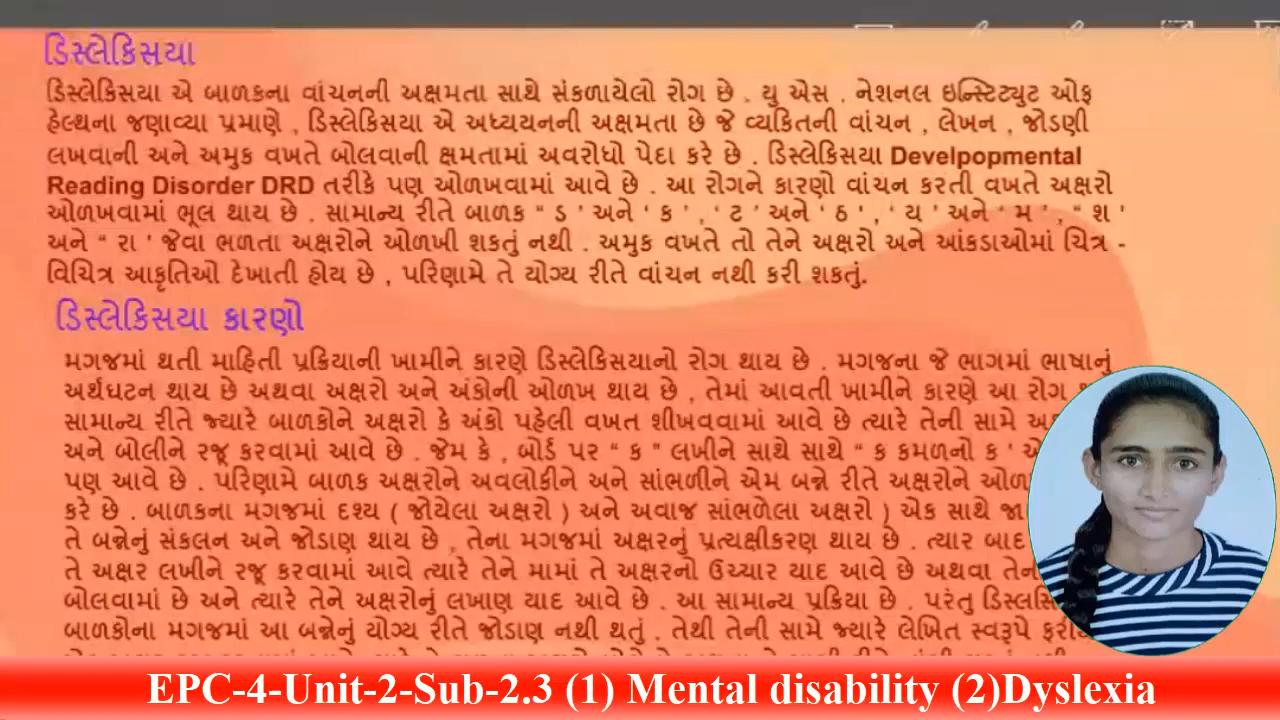 ડિસ્લેકિસયા
ડિસ્લેકિસયા એ બાળકના વાંચનની અક્ષમતા સાથે સંકળાયેલો રોગ છે . યુ એસ . નેશનલ ઇન્સ્ટિટ્યુટ ઓફ
હેલ્થના જણાવ્યા પ્રમાણે , ડિસ્લેકિસયા એ અધ્યયનની અક્ષમતા છે જે વ્યકિતની વાંચન , લેખન , જોડણી
લખવાની અને અમુક વખતે બોલવાની ક્ષમતામાં અવરોધો પેદા કરે છે . ડિસ્લેકિસયા Develpopmental
Reading Disorder DRD તરીકે પણ ઓળખવામાં આવે છે . આ રોગને કારણો વાંચન કરતી વખતે અક્ષરો
ઓળખવામાં ભૂલ થાય છે . સામાન્ય રીતે બાળક “ ડ ' અને ' ક ' , ' ટ ' અને ' ઠ ' , ' ય ' અને ' મ ' , “ શ '
અને “ રા ' જેવા ભળતા અક્ષરોને ઓળખી શકતું નથી . અમુક વખતે તો તેને અક્ષરો અને આંકડાઓમાં ચિત્ર -
વિચિત્ર આકૃતિઓ દેખાતી હોય છે , પરિણામે તે યોગ્ય રીતે વાંચન નથી કરી શકતું.
ડિસ્લેકિસયા કારણો
મગજમાં થતી માહિતી પ્રક્રિયાની ખામીને કારણે ડિસ્લેકિસયાનો રોગ થાય છે . મગજના જે ભાગમાં ભાષાનું
અર્થઘટન થાય છે અથવા અક્ષરો અને અંકોની ઓળખ થાય છે , તેમાં આવતી ખામીને કારણે આ રોગ
સામાન્ય રીતે જ્યારે બાળકોને અક્ષરો કે અંકો પહેલી વખત શીખવવામાં આવે છે ત્યારે તેની સામે
અને બોલીને રજૂ કરવામાં આવે છે . જેમ કે , બોર્ડ પર “ ક " લખીને સાથે સાથે “ ક કમળનો ક '
પણ આવે છે . પરિણામે બાળક અક્ષરોને અવલોકીને અને સાંભળીને એમ બન્ને રીતે અક્ષરોને
કરે છે . બાળકના મગજમાં દશ્ય ( જોયેલા અક્ષરો ) અને અવાજ સાંભળેલા અક્ષરો ) એક સાથે
તે બન્નેનું સંકલન અને જોડાણ થાય છે , તેના મગજમાં અક્ષરનું પ્રત્યક્ષીકરણ થાય છે . ત્યાર બાદ
તે અક્ષર લખીને રજૂ કરવામાં આવે ત્યારે તેને મામાં તે અક્ષરનો ઉચ્ચાર યાદ આવે છે અથવા
બોલવામાં છે અને ત્યારે તેને અક્ષરોનું લખાણ યાદ આવે છે . આ સામાન્ય પ્રક્રિયા છે . પરંતુ
બાળકોના મગજમાં આ બન્નેનું યોગ્ય રીતે જોડાણ નથી થતું . તેથી તેની સામે જ્યારે લેખિત સ્વરૂપે
EPC-4-Unit-2-Sub-2.3 (1) Mental disability (2)Dyslexia